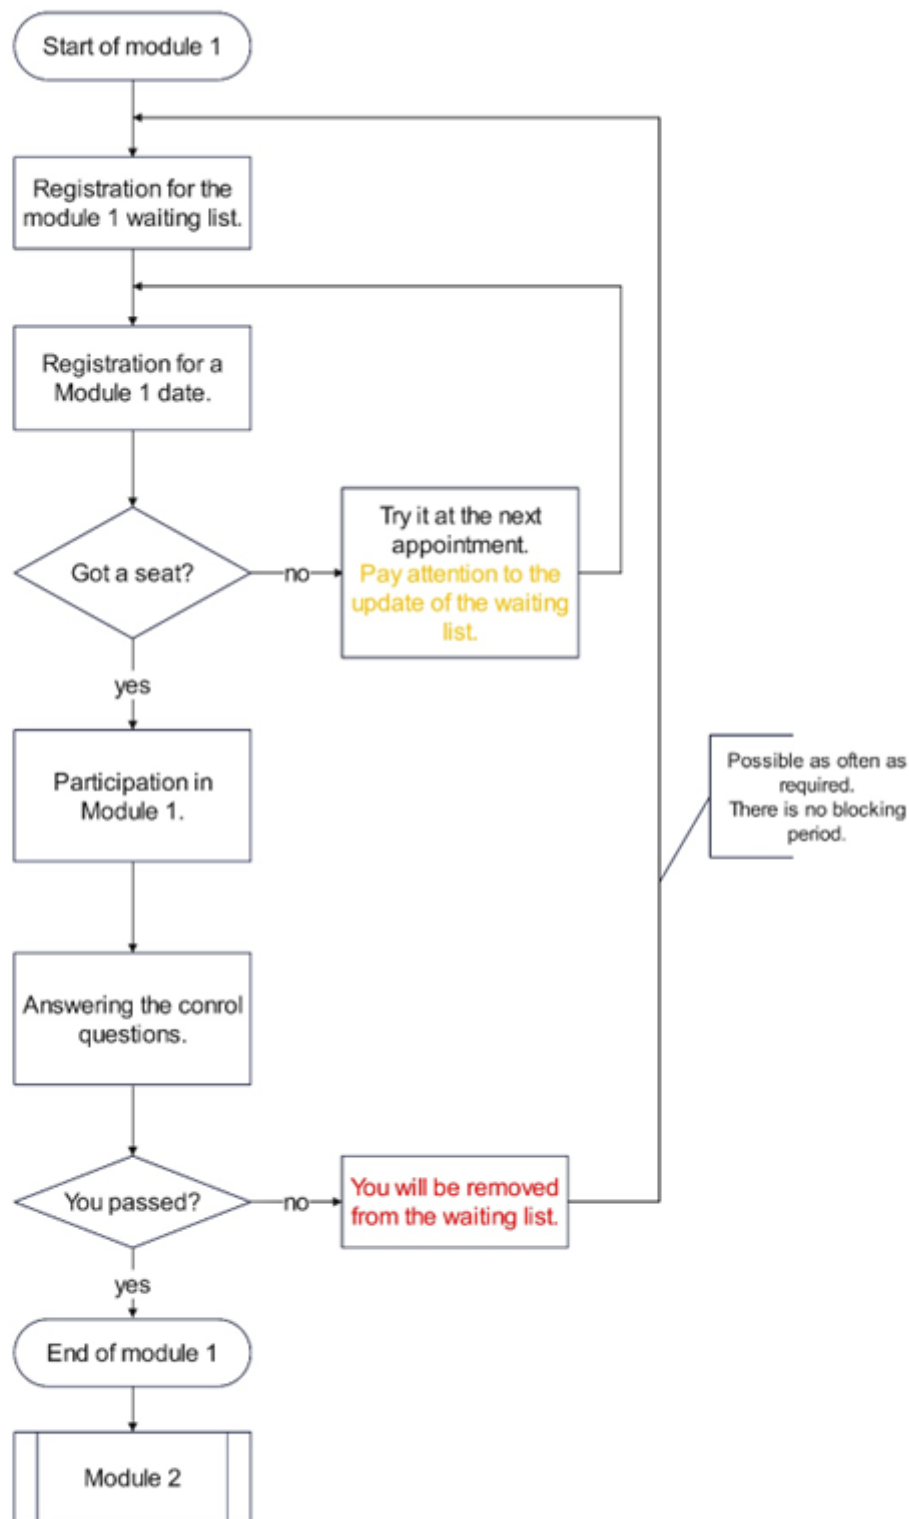 Start of module 1
Registration for the
module 1 waiting list.
Registration for a
Module 1 date.
Got a seat?
no
Try it at the next
appointment.
Pay attention to the
update of the waiting
list.
yes
Participation in
Module 1.
Possible as often as
required.
There is no blocking
period.
Answering the conrol
questions.
You passed?
no
You will be removed
from the waiting list.
yes
End of module 1
Module 2